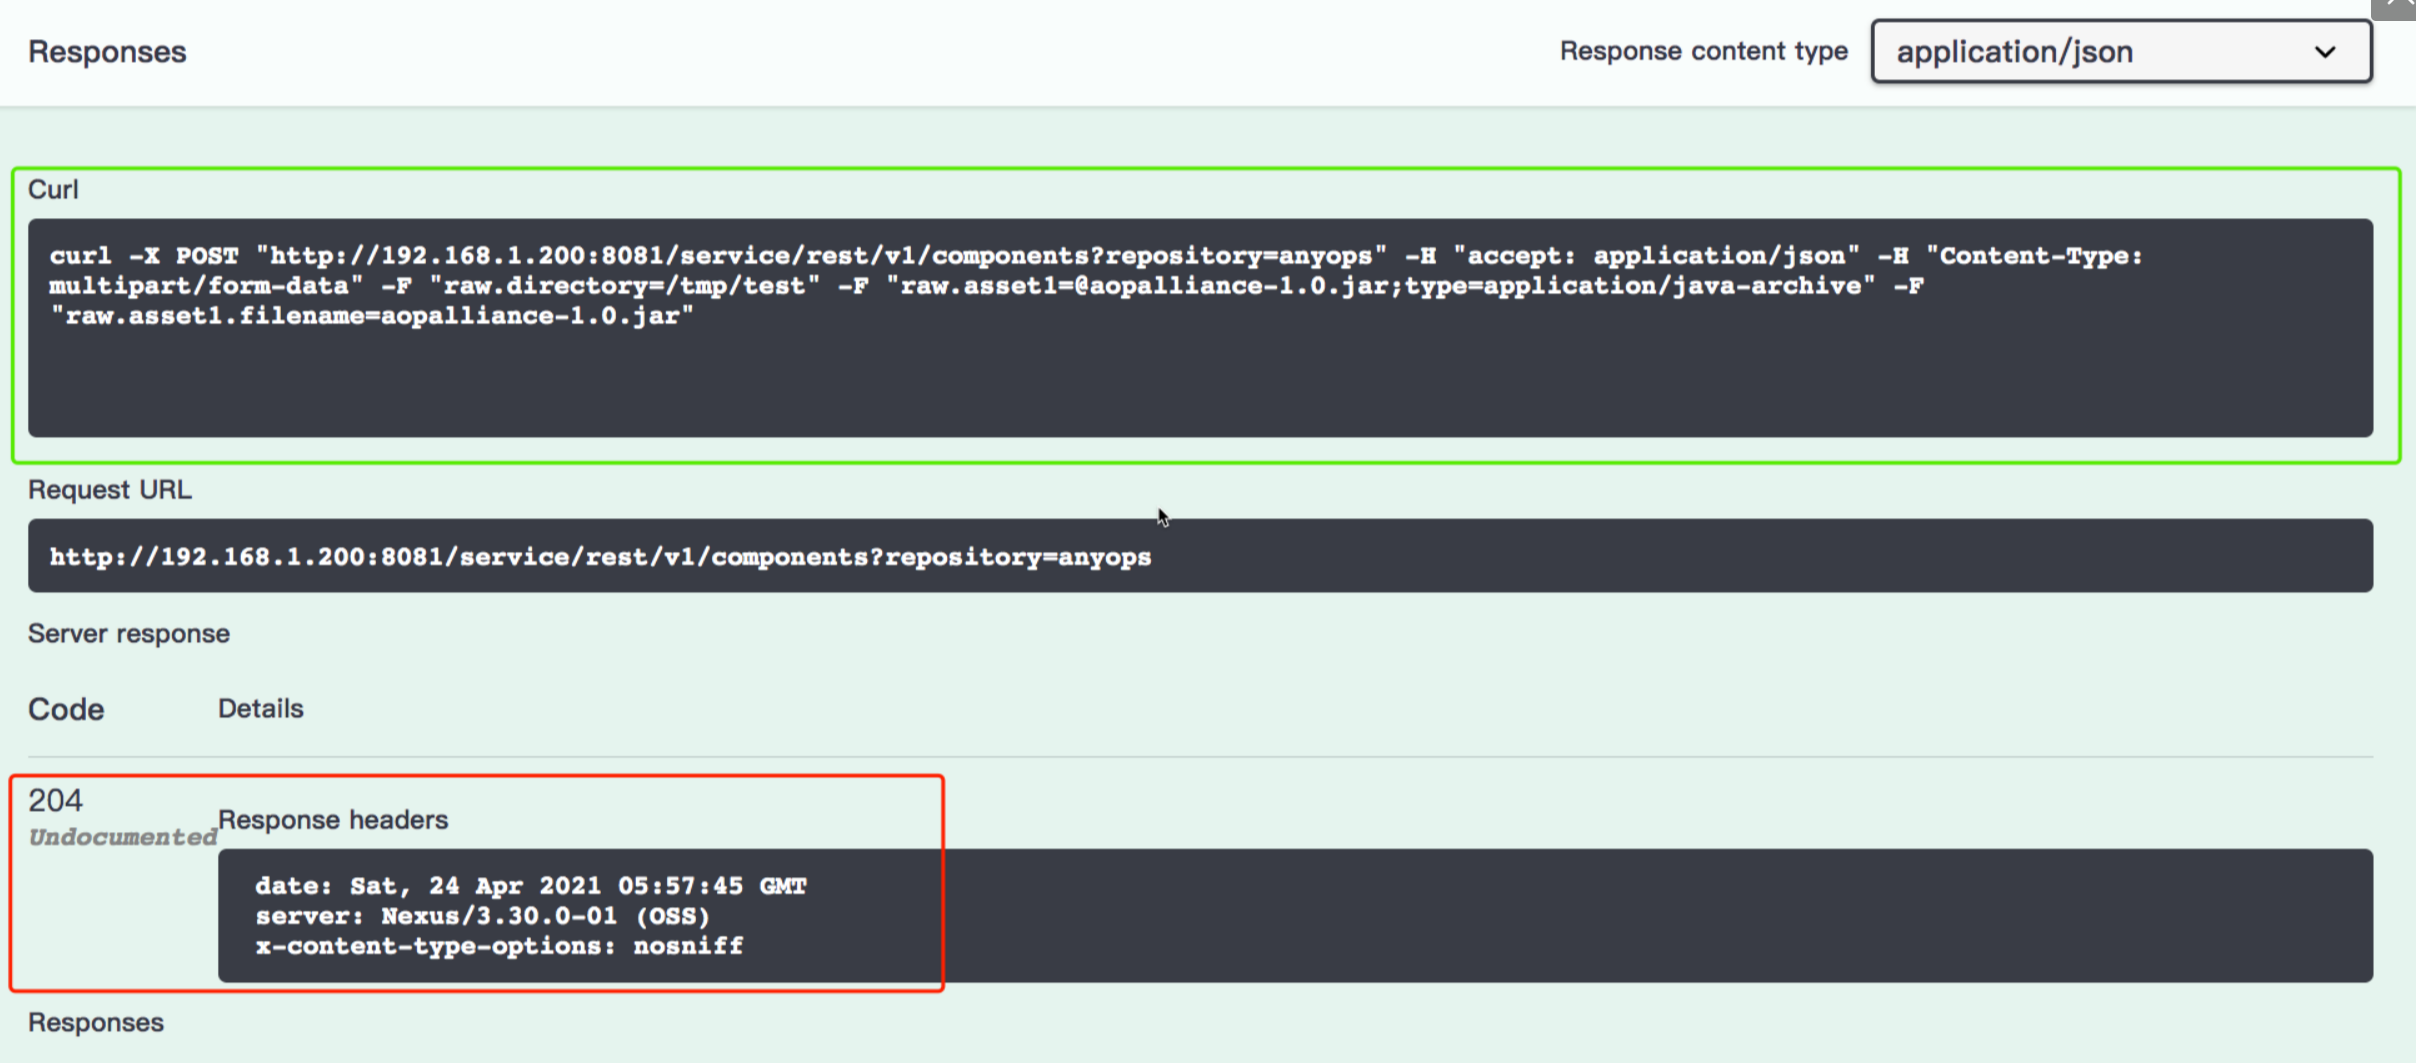 Responses
Response content type
application/json
Curl
curl -X POST "http://192.168.1.200:8081/service/rest/v1/components?repository=anyops" -H "accept: application/json" -H "Content-Type:
multipart/form-data" -F "raw.directory=/tmp/test" -F "raw.asset1=@aopalliance-1.0.jar;type=application/java-archive" -F
"raw.asset1.filename=aopalliance-1.0.jar"
Request URL
http://192.168.1.200:8081/service/rest/v1/components?repository=anyops
Server response
Code
Details
204
Undocumented
Response headers
date: Sat, 24 Apr 2021 05:57:45 GMT
server: Nexus/3.30.0-01 (OSS)
x-content-type-options: nosniff
Responses